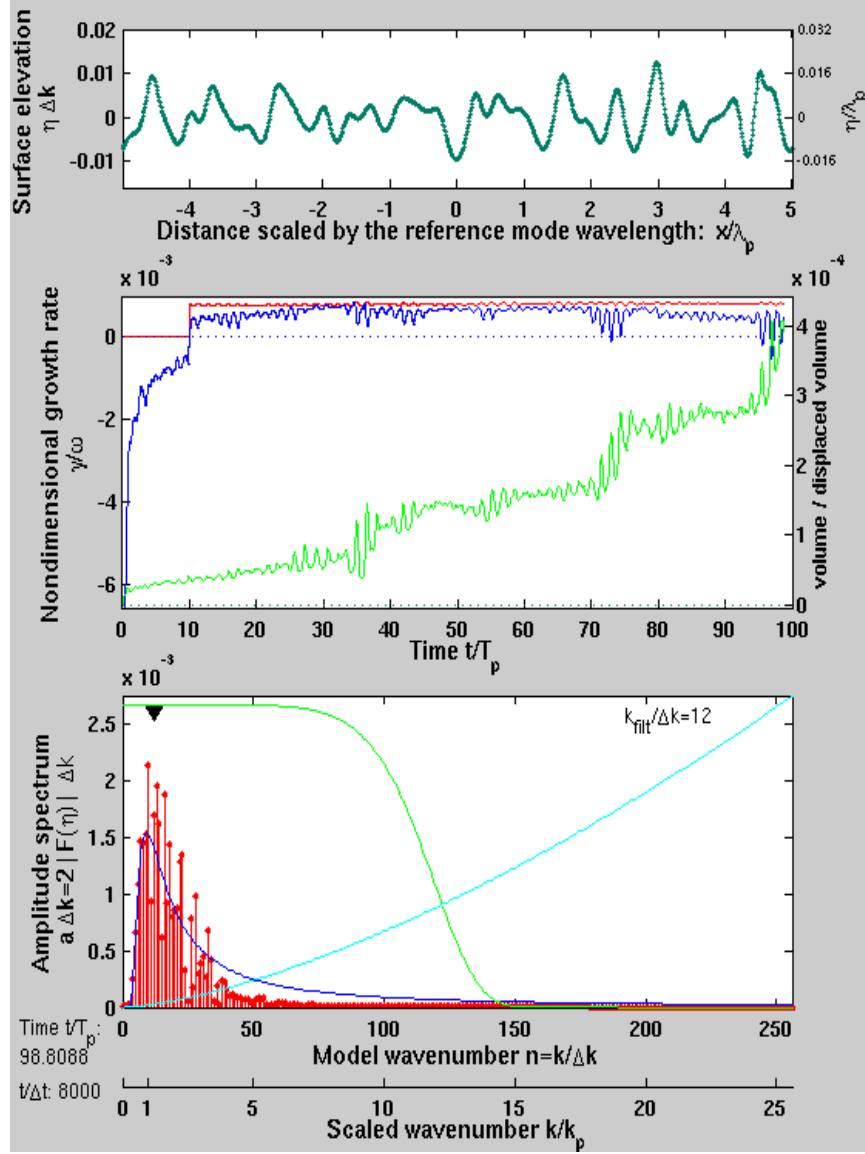 Surface elevation
η Δk
0.02
0.01
0
-0.01
0.032
0.016
0
-0.016
η/λp
-4 -3 -2 -1 0 1 2 3 4 5
Distance scaled by the reference mode wavelength: x/λp
x 10^-3
x 10^-4
Nondimensional growth rate
γ/ω
0
-2
-4
-6
4
3
2
1
0
volume / displaced volume
0 10 20 30 40 50 60 70 80 90 100
Time t/Tp
x 10^-3
Amplitude spectrum
a Δk=2 | F(η) | Δk
2.5
2
1.5
1
0.5
0
kfilt/Δk=12
0 50 100 150 200 250
Model wavenumber n=k/Δk
Time t/Tp:
98.8088
t/Δt: 8000
0 1 5 10 15 20 25
Scaled wavenumber k/kp